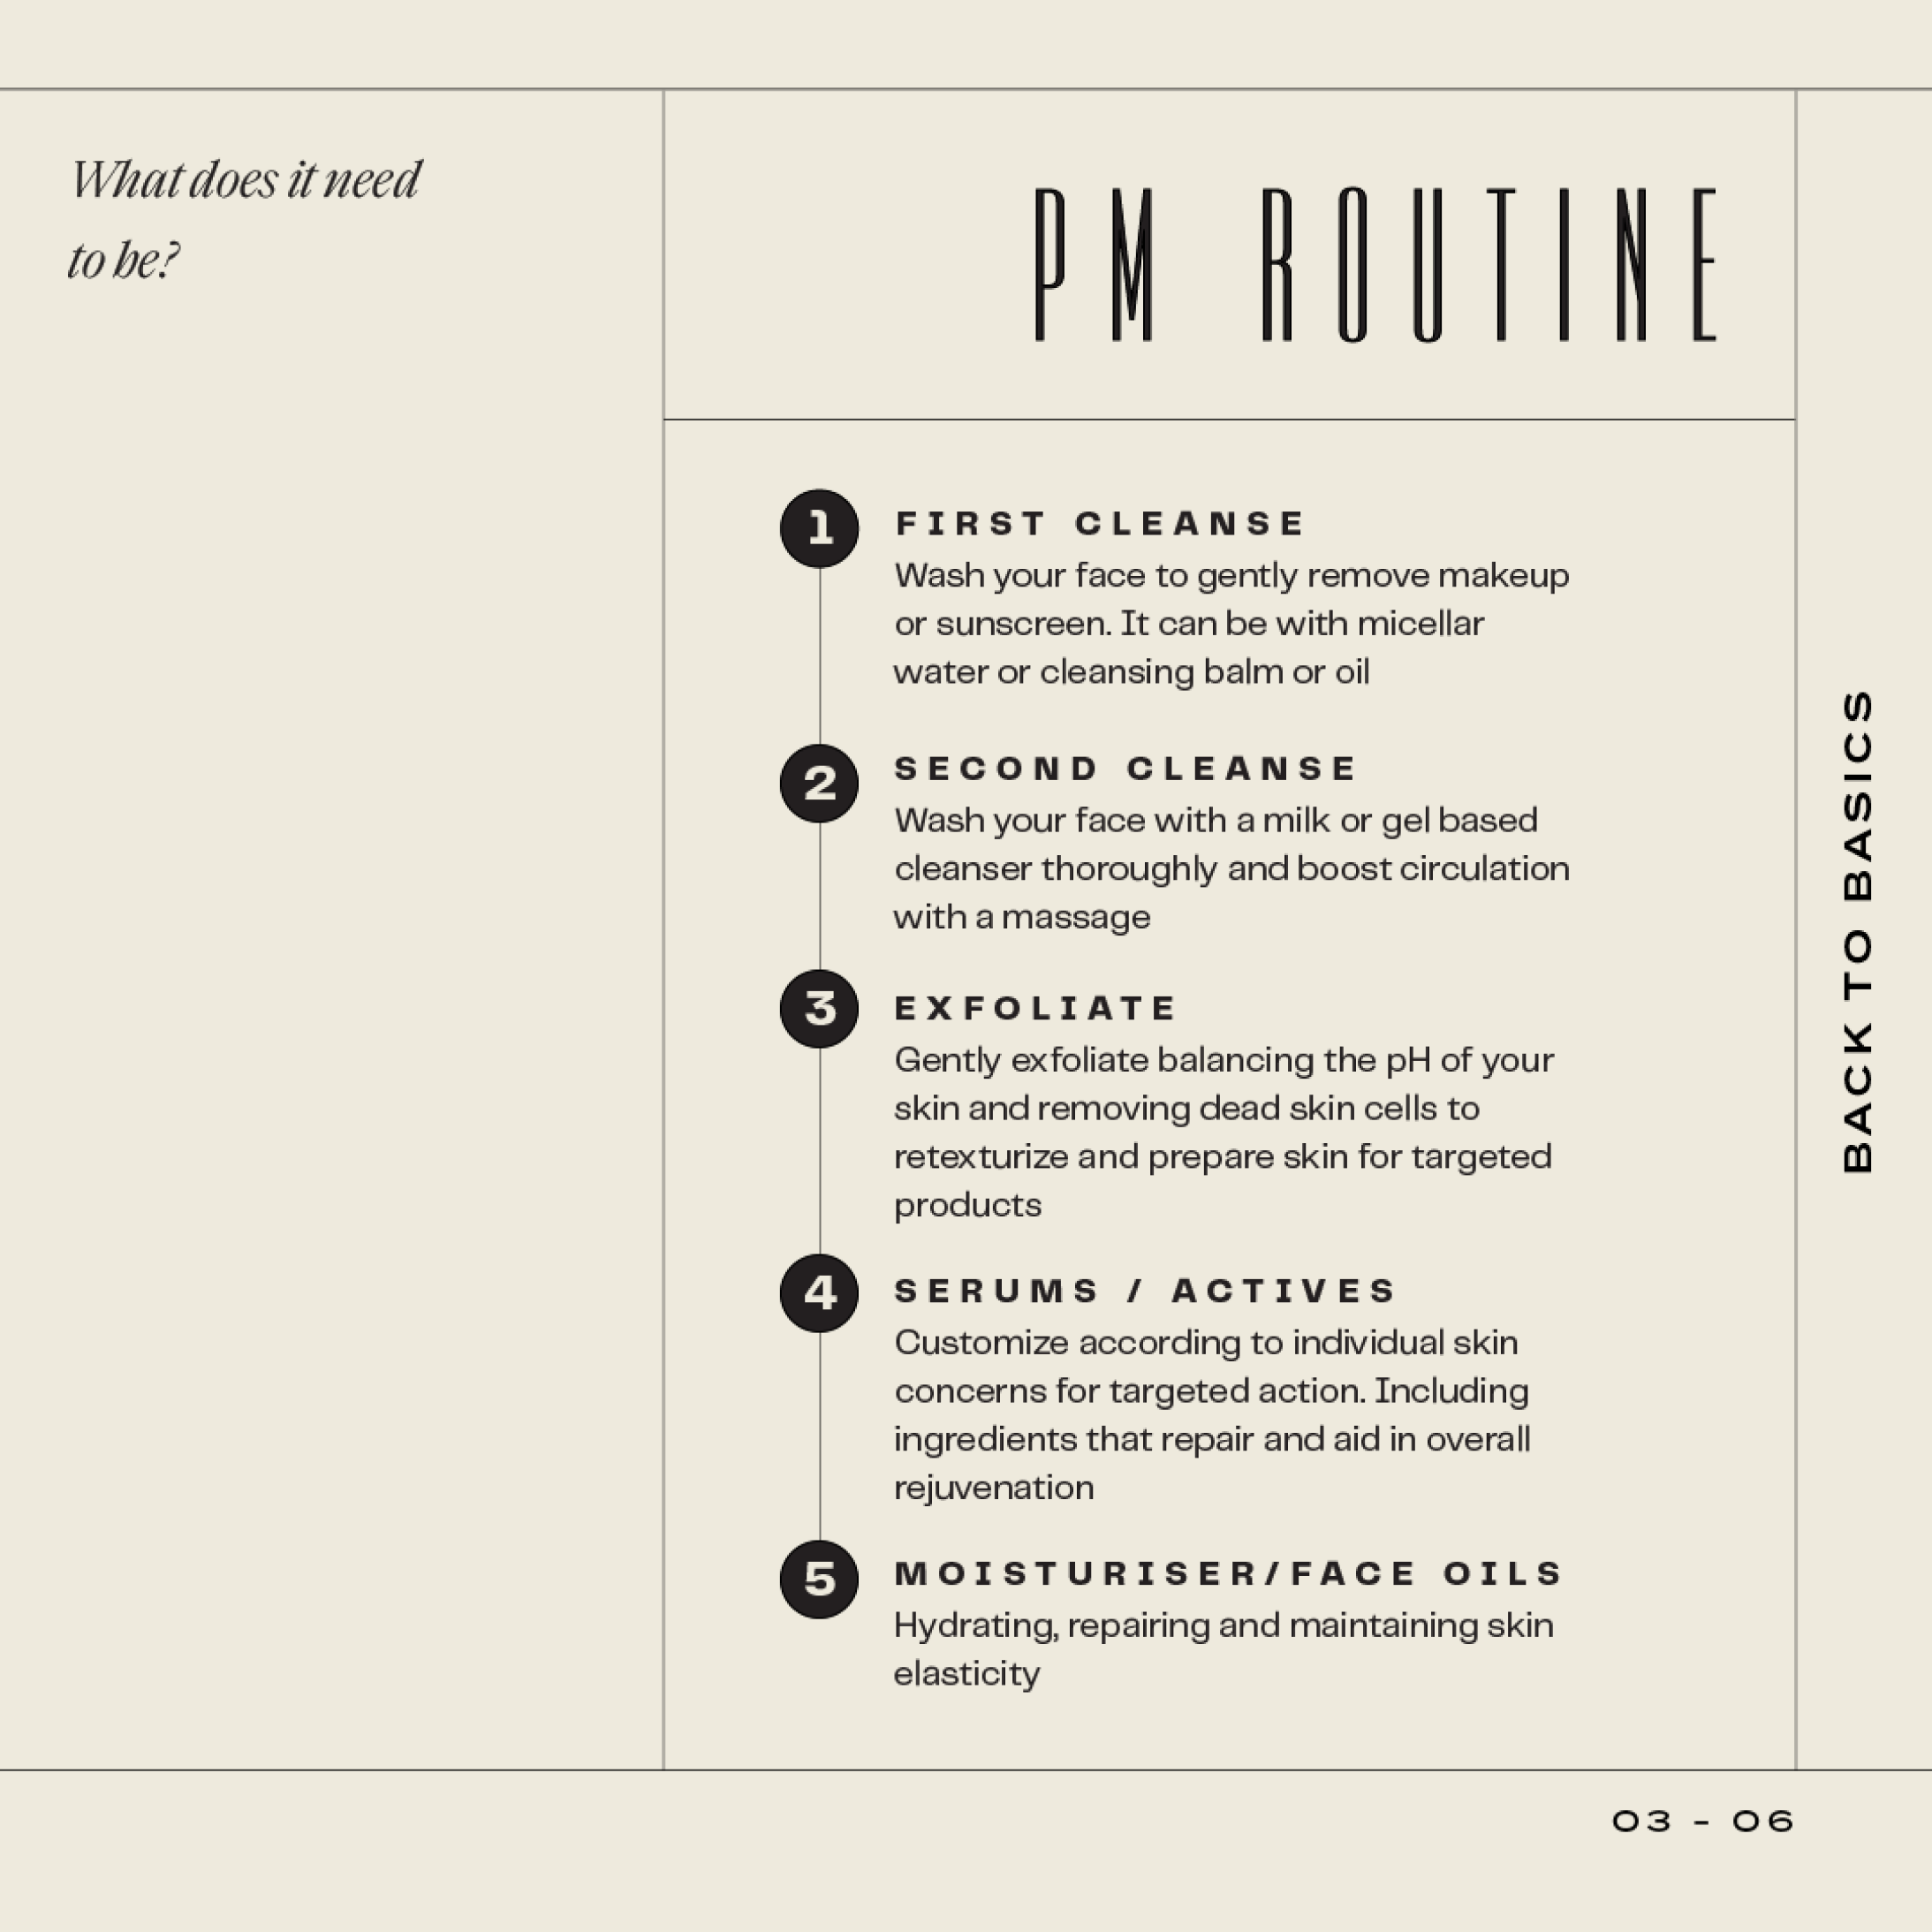 What does it need
to be?
PM ROUTINE
1
FIRST CLEANSE
Wash your face to gently remove makeup
or sunscreen. It can be with micellar
water or cleansing balm or oil
2
SECOND CLEANSE
Wash your face with a milk or gel based
cleanser thoroughly and boost circulation
with a massage
3
EXFOLIATE
Gently exfoliate balancing the pH of your
skin and removing dead skin cells to
retexturize and prepare skin for targeted
products
4
SERUMS / ACTIVES
Customize according to individual skin
concerns for targeted action. Including
ingredients that repair and aid in overall
rejuvenation
5
MOISTURISER/FACE OILS
Hydrating, repairing and maintaining skin
elasticity
BACK TO BASICS
03 - 06